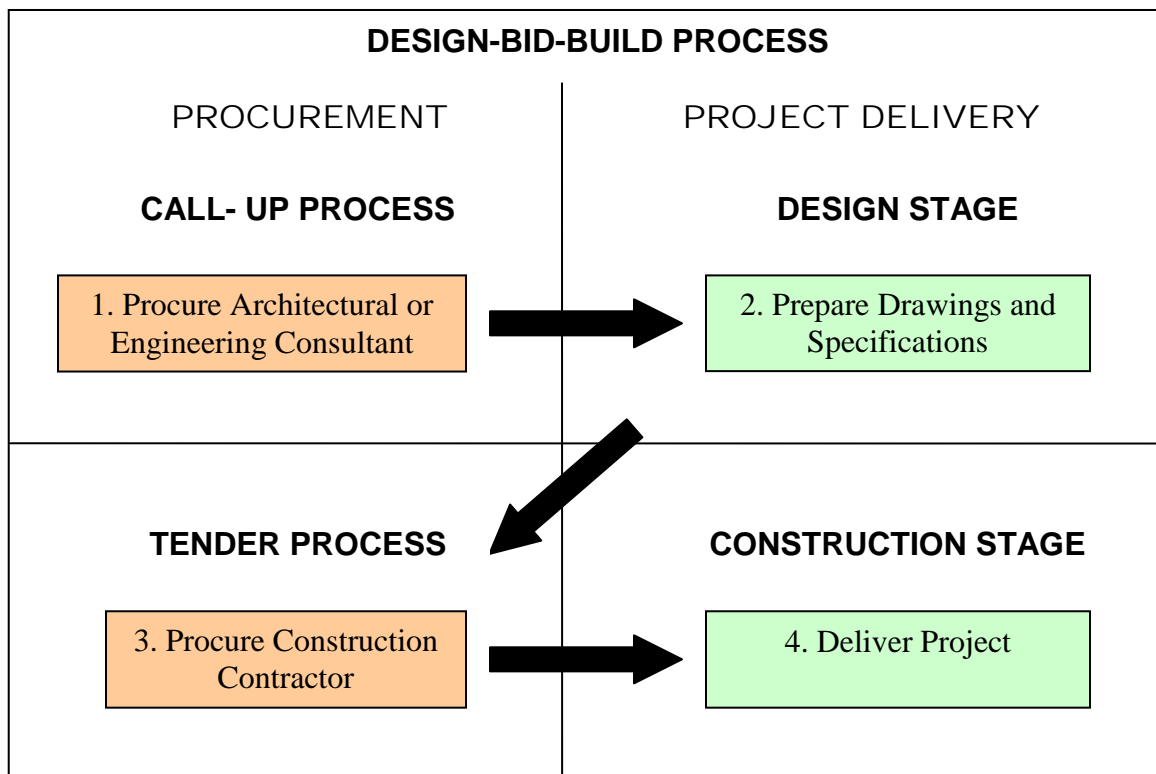 DESIGN-BID-BUILD PROCESS
PROCUREMENT
PROJECT DELIVERY
CALL- UP PROCESS
DESIGN STAGE
1. Procure Architectural or
Engineering Consultant
2. Prepare Drawings and
Specifications
TENDER PROCESS
CONSTRUCTION STAGE
3. Procure Construction
Contractor
4. Deliver Project